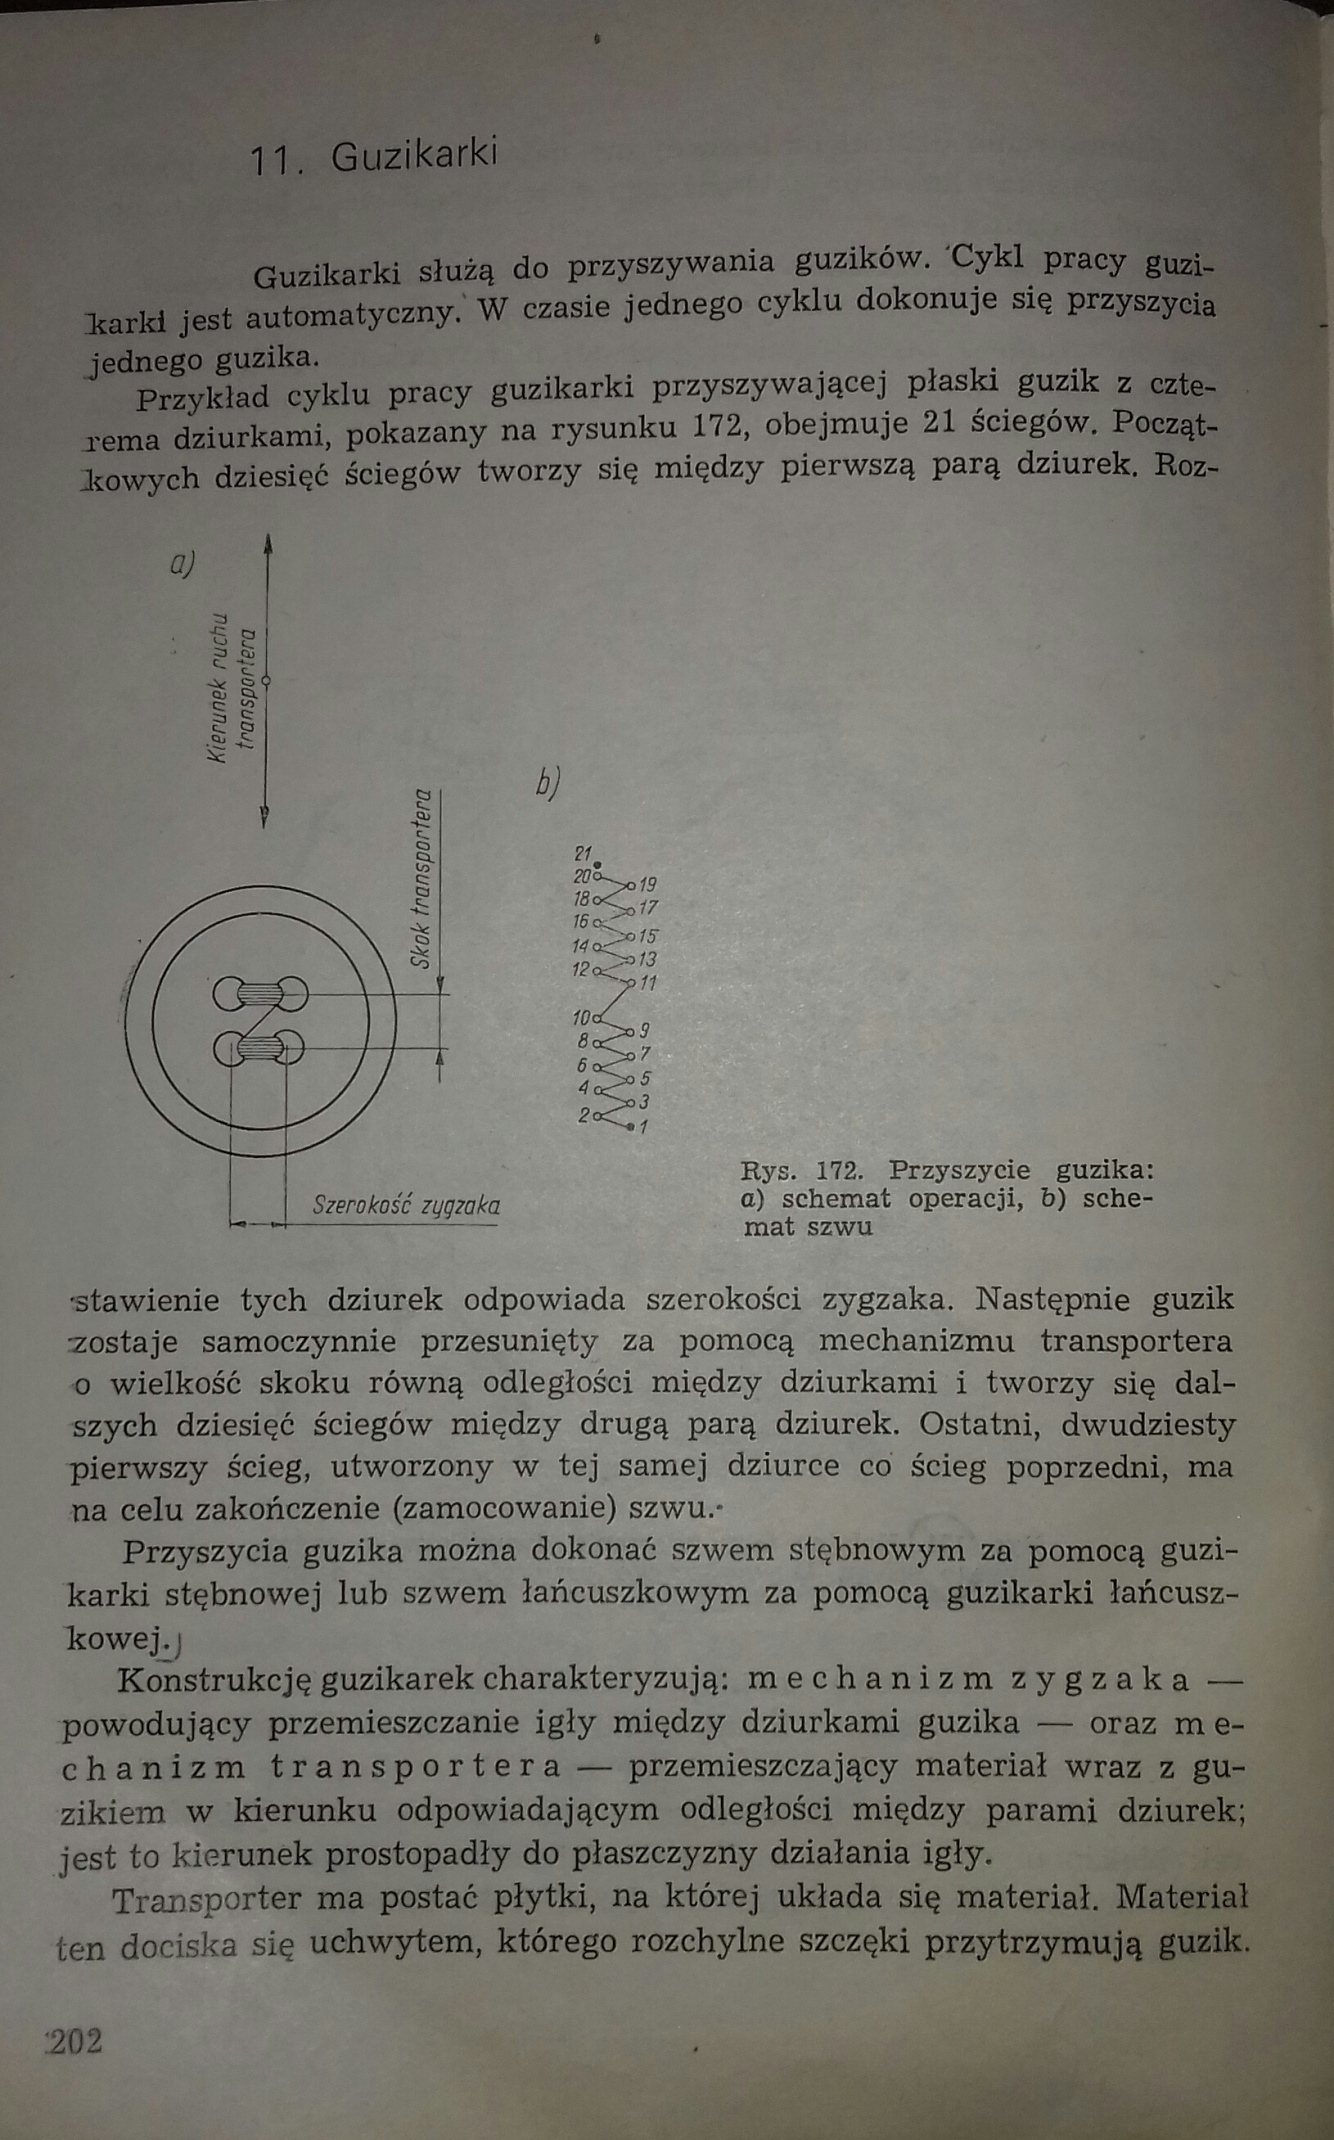 11. Guzikarki
Guzikarki służą do przyszywania guzików. Cykl pracy guzi-
karki jest automatyczny. W czasie jednego cyklu dokonuje się przyszycia
jednego guzika.
Przykład cyklu pracy guzikarki przyszywającej płaski guzik z czte-
rema dziurkami, pokazany na rysunku 172, obejmuje 21 ściegów. Począt-
kowych dziesięć ściegów tworzy się między pierwszą parą dziurek. Roz-
a)
Kierunek ruchu
transportera
Skok transportera
Szerokość zygzaka
b)
21
20 19
18 17
16 15
14 13
12 11
10 9
8 7
6 5
4 3
2 1
Rys. 172. Przyszycie guzika:
a) schemat operacji, b) sche-
mat szwu
stawienie tych dziurek odpowiada szerokości zygzaka. Następnie guzik
zostaje samoczynnie przesunięty za pomocą mechanizmu transportera
o wielkość skoku równą odległości między dziurkami i tworzy się dal-
szych dziesięć ściegów między drugą parą dziurek. Ostatni, dwudziesty
pierwszy ścieg, utworzony w tej samej dziurce co ścieg poprzedni, ma
na celu zakończenie (zamocowanie) szwu.
Przyszycia guzika można dokonać szwem stębnowym za pomocą guzi-
karki stębnowej lub szwem łańcuszkowym za pomocą guzikarki łańcusz-
kowej.
Konstrukcję guzikarek charakteryzują: mechanizm zygzaka —
powodujący przemieszczanie igły między dziurkami guzika — oraz me-
chanizm transportera — przemieszczający materiał wraz z gu-
zikiem w kierunku odpowiadającym odległości między parami dziurek;
jest to kierunek prostopadły do płaszczyzny działania igły.
Transporter ma postać płytki, na której układa się materiał. Materiał
ten dociska się uchwytem, którego rozchylne szczęki przytrzymują guzik.
202